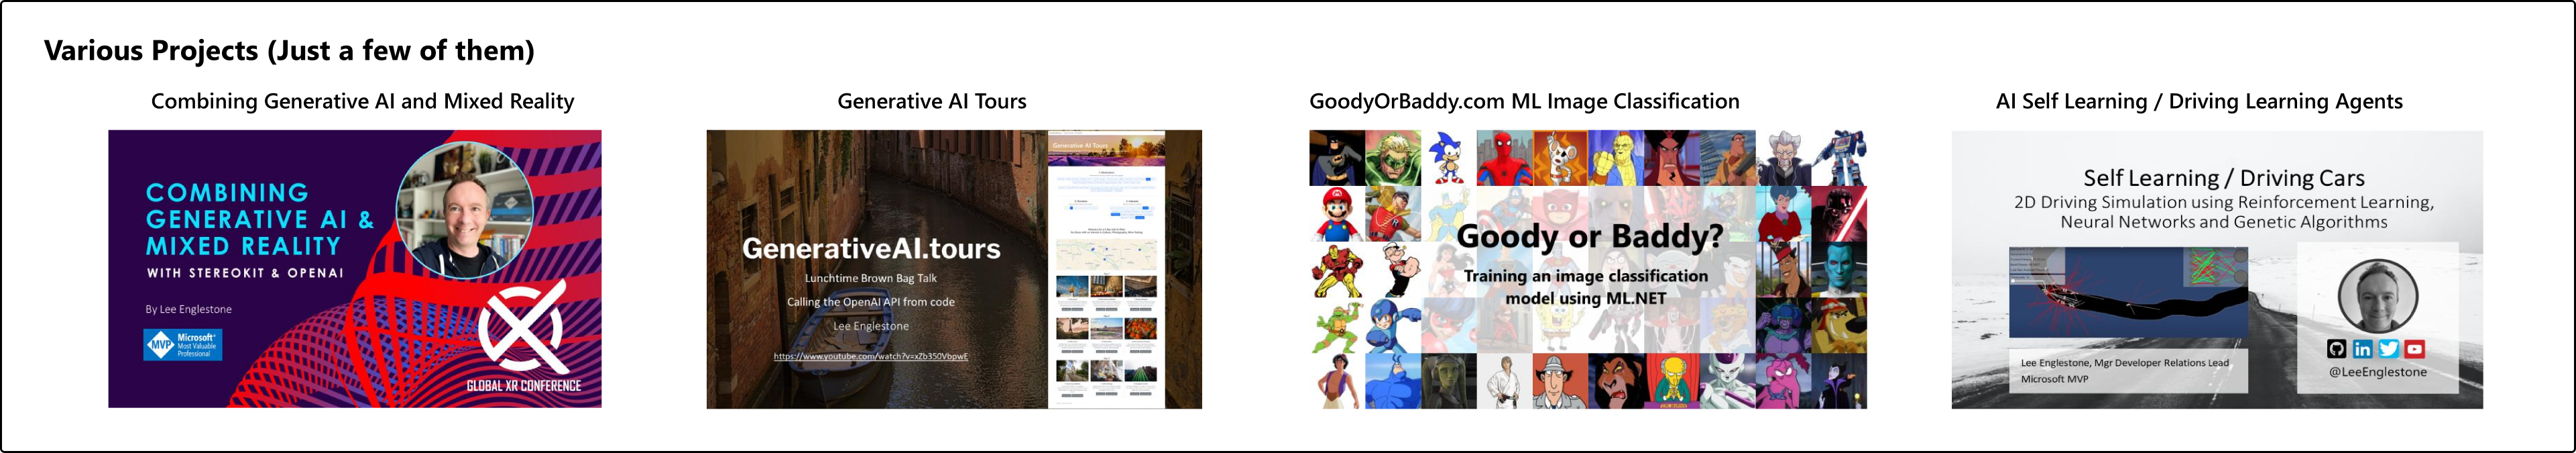 Various Projects (Just a few of them)
Combining Generative AI and Mixed Reality
COMBINING
GENERATIVE AI &
MIXED REALITY
WITH STEREOKIT & OPENAI
By Lee Englestone
MVP
Microsoft®
Most Valuable
Professional
GLOBAL XR CONFERENCE
Generative AI Tours
GenerativeAI.tours
Lunchtime Brown Bag Talk
Calling the OpenAI API from code
Lee Englestone
https://www.youtube.com/watch?v=xZb350VbpwE
Generative AI Tours
GoodyOrBaddy.com ML Image Classification
Goody or Baddy?
Training an image classification
model using ML.NET
AI Self Learning / Driving Learning Agents
Self Learning / Driving Cars
2D Driving Simulation using Reinforcement Learning,
Neural Networks and Genetic Algorithms
Lee Englestone, Mgr Developer Relations Lead
Microsoft MVP
@LeeEnglestone